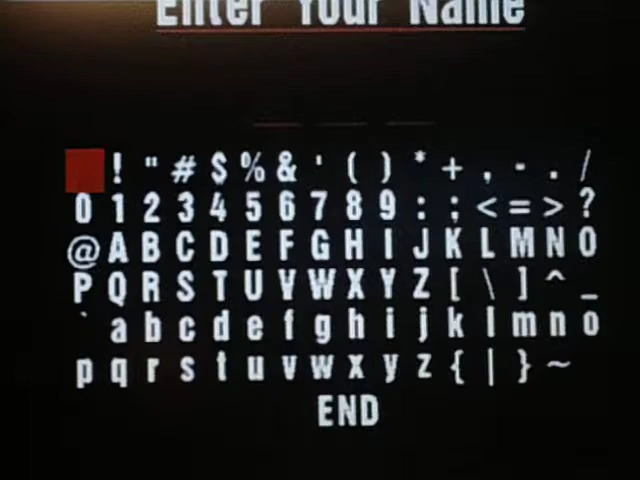 Enter Your Name
! " # $ % & ' ( ) * + , - . /
0 1 2 3 4 5 6 7 8 9 : ; < = > ?
@ A B C D E F G H I J K L M N O
P Q R S T U V W X Y Z [ \ ] ^ _
` a b c d e f g h i j k l m n o
p q r s t u v w x y z { | } ~
END